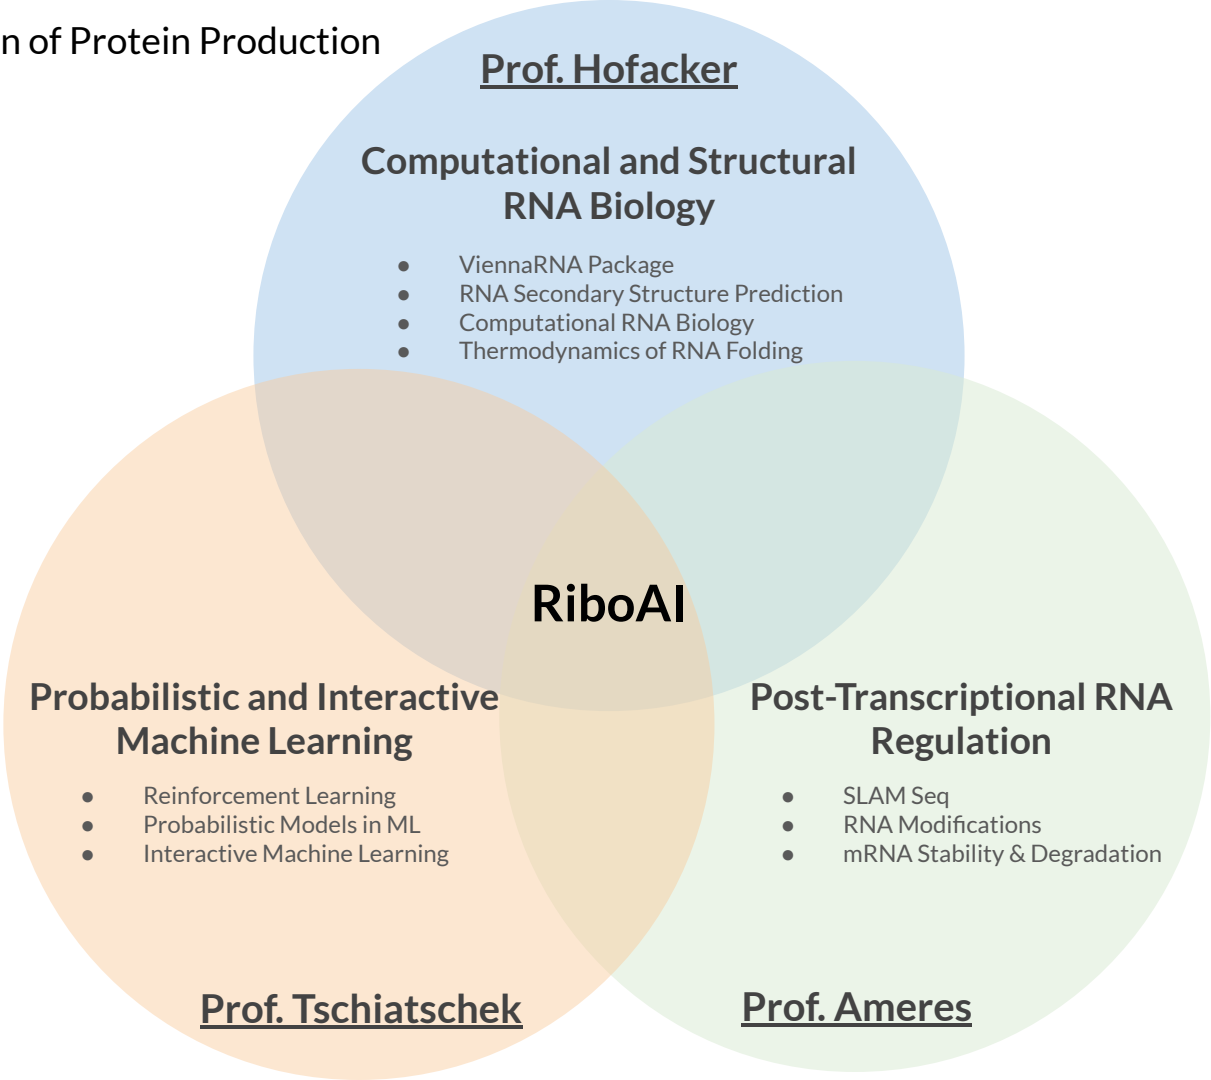 n of Protein Production
Prof. Hofacker
Computational and Structural
RNA Biology
● ViennaRNA Package
● RNA Secondary Structure Prediction
● Computational RNA Biology
● Thermodynamics of RNA Folding
RiboAI
Probabilistic and Interactive
Machine Learning
● Reinforcement Learning
● Probabilistic Models in ML
● Interactive Machine Learning
Prof. Tschiatschek
Post-Transcriptional RNA
Regulation
● SLAM Seq
● RNA Modifications
● mRNA Stability & Degradation
Prof. Ameres